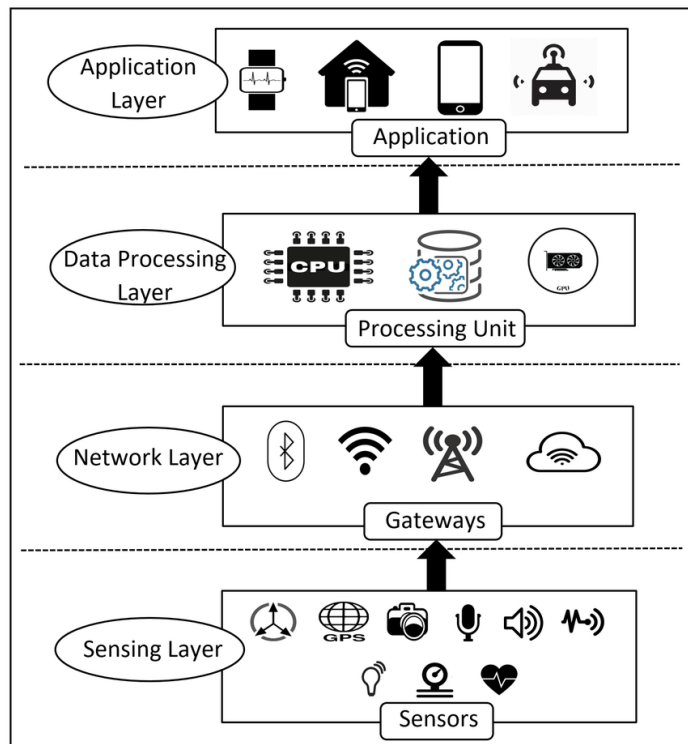 Application
Layer
Application
Data Processing
Layer
CPU
GPU
Processing Unit
Network Layer
Gateways
GPS
Sensing Layer
Sensors